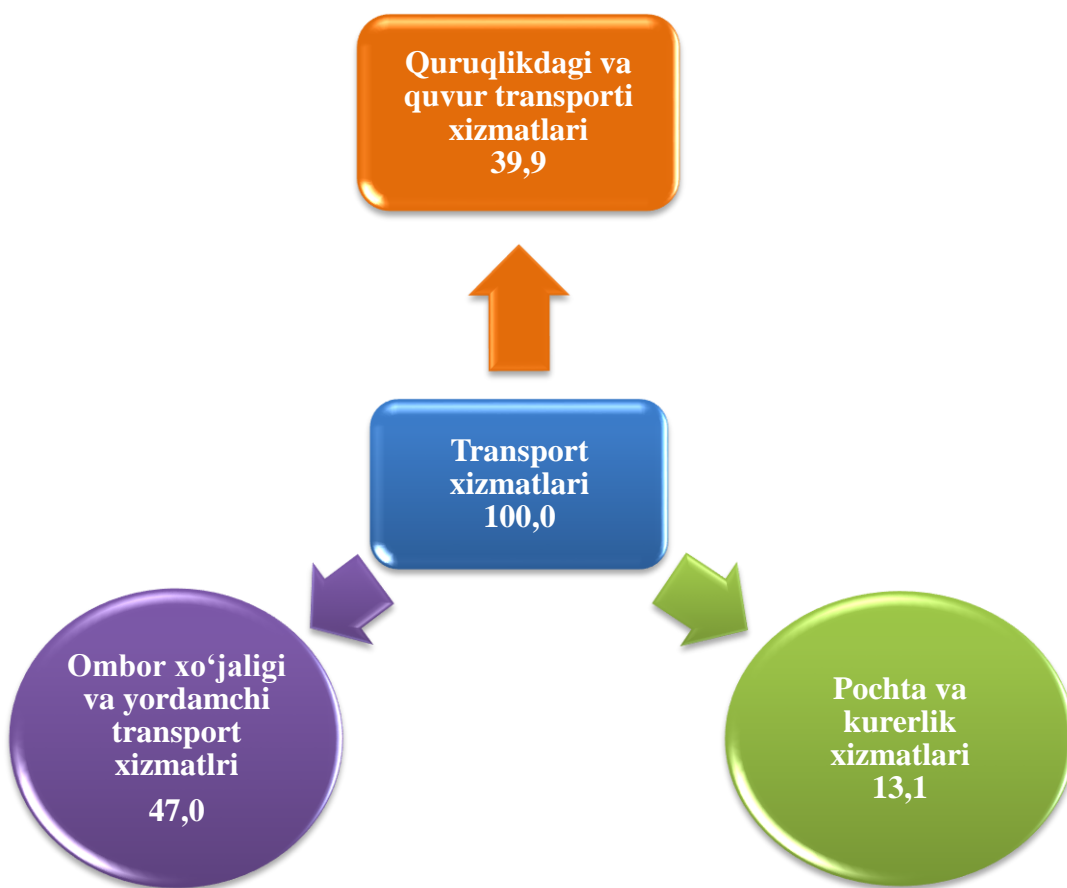 Quruqlikdagi va
quvur transporti
xizmatlari
39,9
Transport
xizmatlari
100,0
Ombor xo‘jaligi
va yordamchi
transport
xizmatlri
47,0
Pochta va
kurerlik
xizmatlari
13,1